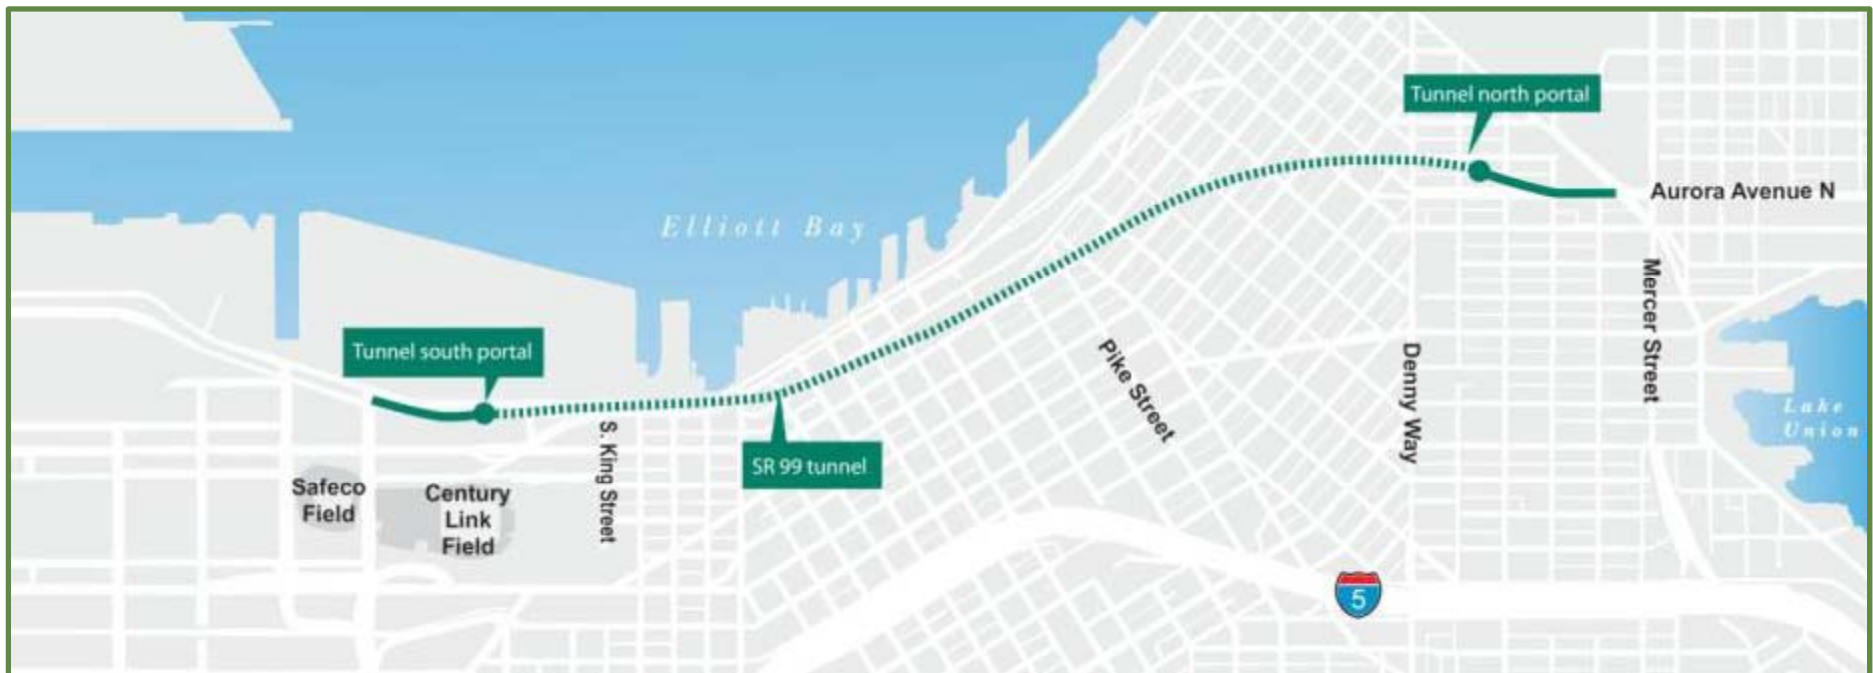 Tunnel north portal
Aurora Avenue N
Elliott Bay
Mercer Street
Tunnel south portal
Pike Street
Denny Way
Lake
Union
S. King Street
SR 99 tunnel
Safeco
Field
Century
Link
Field
5